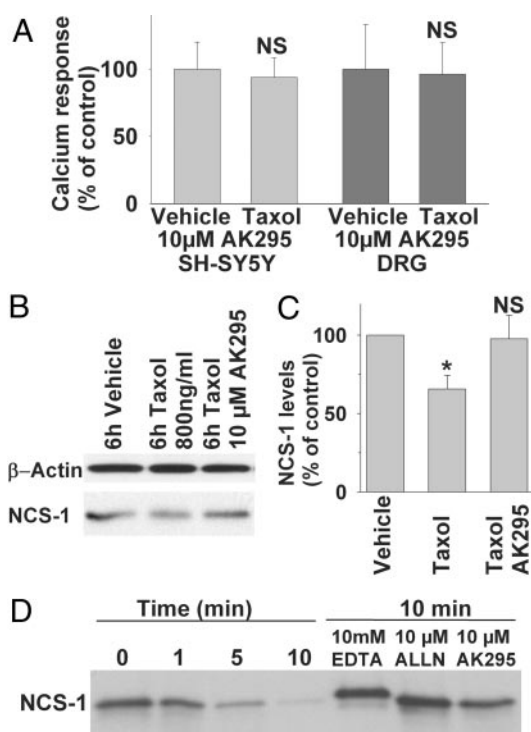 A
Calcium response
(% of control)
100
50
0
NS
NS
Vehicle Taxol Vehicle Taxol
10μM AK295 10μM AK295
SH-SY5Y DRG
B
6h Vehicle
6h Taxol
800ng/ml
6h Taxol
10 μM AK295
β–Actin
NCS-1
C
NCS-1 levels
(% of control)
100
50
0
*
NS
Vehicle
Taxol
Taxol
AK295
D
Time (min) 10 min
0 1 5 10
10mM 10 μM 10 μM
EDTA ALLN AK295
NCS-1